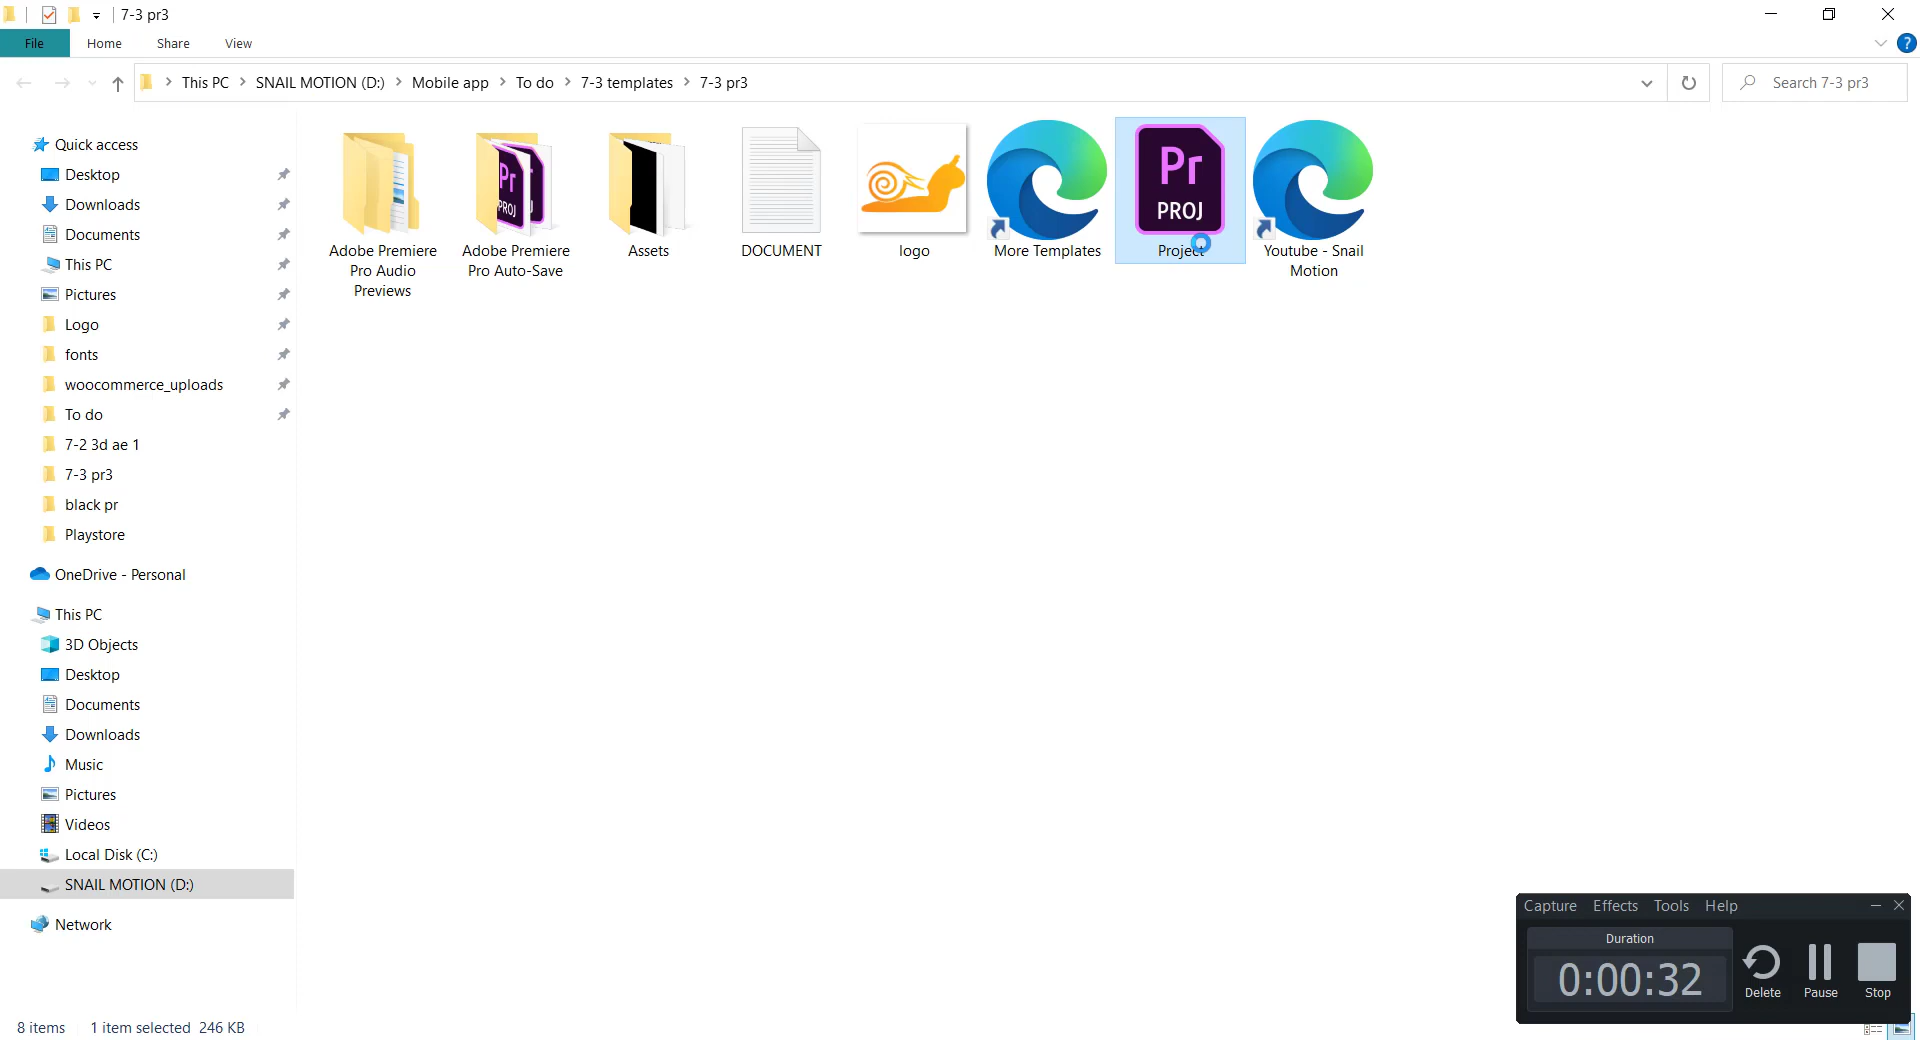 7-3 pr3
File Home Share View ?
This PC SNAIL MOTION (D:) Mobile app To do 7-3 templates 7-3 pr3 Search 7-3 pr3
Quick access
Desktop
Downloads
Documents
This PC
Pictures
Logo
fonts
woocommerce_uploads
To do
7-2 3d ae 1
7-3 pr3
black pr
Playstore
OneDrive - Personal
This PC
3D Objects
Desktop
Documents
Downloads
Music
Pictures
Videos
Local Disk (C:)
SNAIL MOTION (D:)
Network
Adobe Premiere
Pro Audio
Previews
Pr
PROJ
Adobe Premiere
Pro Auto-Save
Assets
DOCUMENT
logo
More Templates
Pr
PROJ
Project
Youtube - Snail
Motion
8 items 1 item selected 246 KB
Capture Effects Tools Help
Duration
0:00:32
Delete Pause Stop